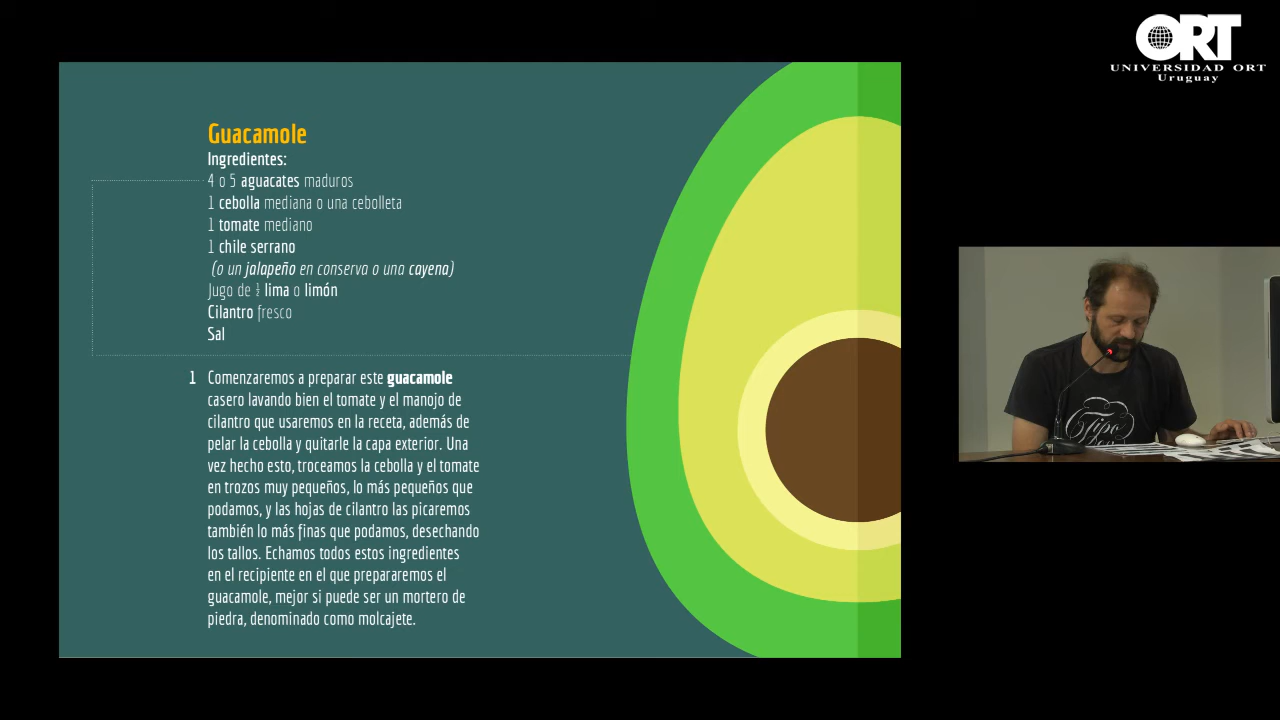 ORT
UNIVERSIDAD ORT
Uruguay
Guacamole
Ingredientes:
4 o 5 aguacates maduros
1 cebolla mediana o una cebolleta
1 tomate mediano
1 chile serrano
(o un jalapeño en conserva o una cayena)
Jugo de ½ lima o limón
Cilantro fresco
Sal
1 Comenzaremos a preparar este guacamole
casero lavando bien el tomate y el manojo de
cilantro que usaremos en la receta, además de
pelar la cebolla y quitarle la capa exterior. Una
vez hecho esto, troceamos la cebolla y el tomate
en trozos muy pequeños, lo más pequeños que
podamos, y las hojas de cilantro las picaremos
también lo más finas que podamos, desechando
los tallos. Echamos todos estos ingredientes
en el recipiente en el que prepararemos el
guacamole, mejor si puede ser un mortero de
piedra, denominado como molcajete.
Tipo